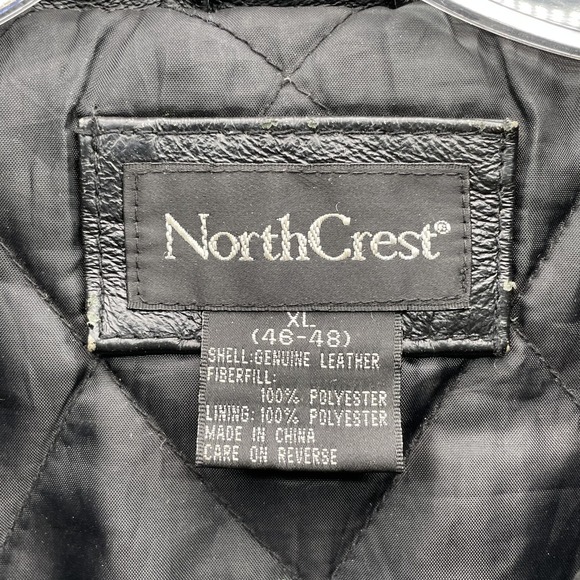 NorthCrest®
XL
(46-48)
SHELL:GENUINE LEATHER
FIBERFILL:
100% POLYESTER
LINING:100% POLYESTER
MADE IN CHINA
CARE ON REVERSE